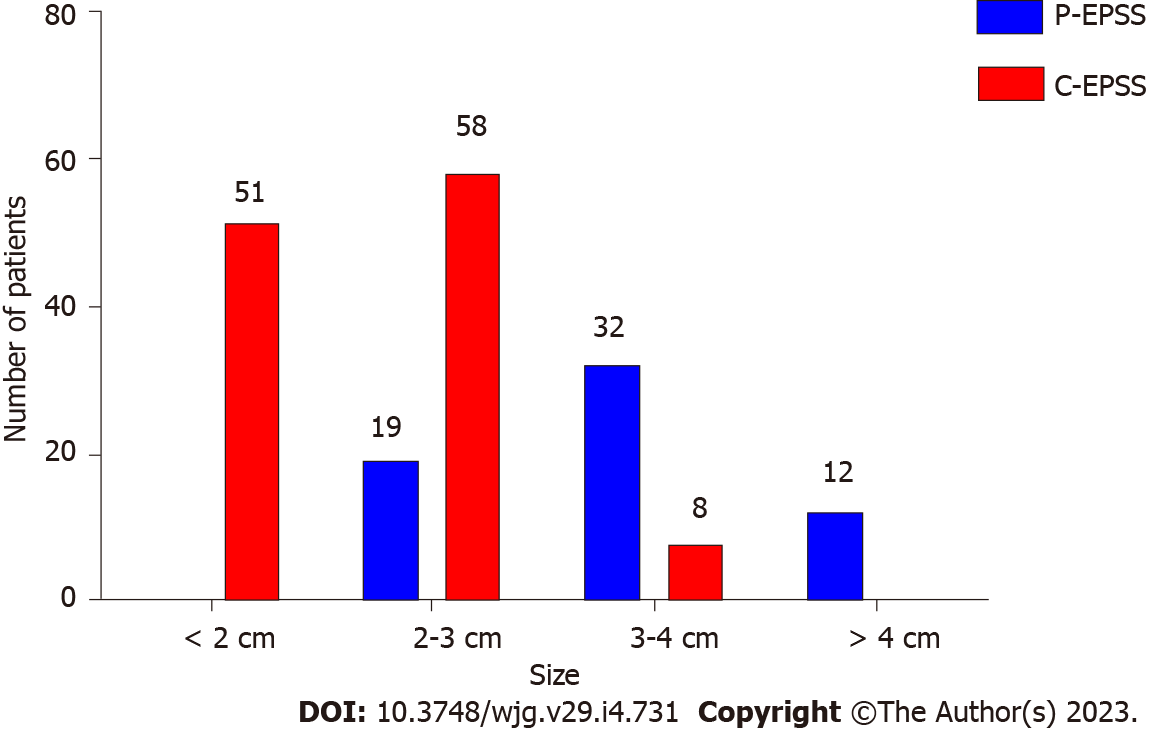 80
P-EPSS
C-EPSS
58
60
51
Number of patients
40
32
19
20
12
8
0
< 2 cm 2-3 cm 3-4 cm > 4 cm
Size
DOI: 10.3748/wjg.v29.i4.731 Copyright ©The Author(s) 2023.